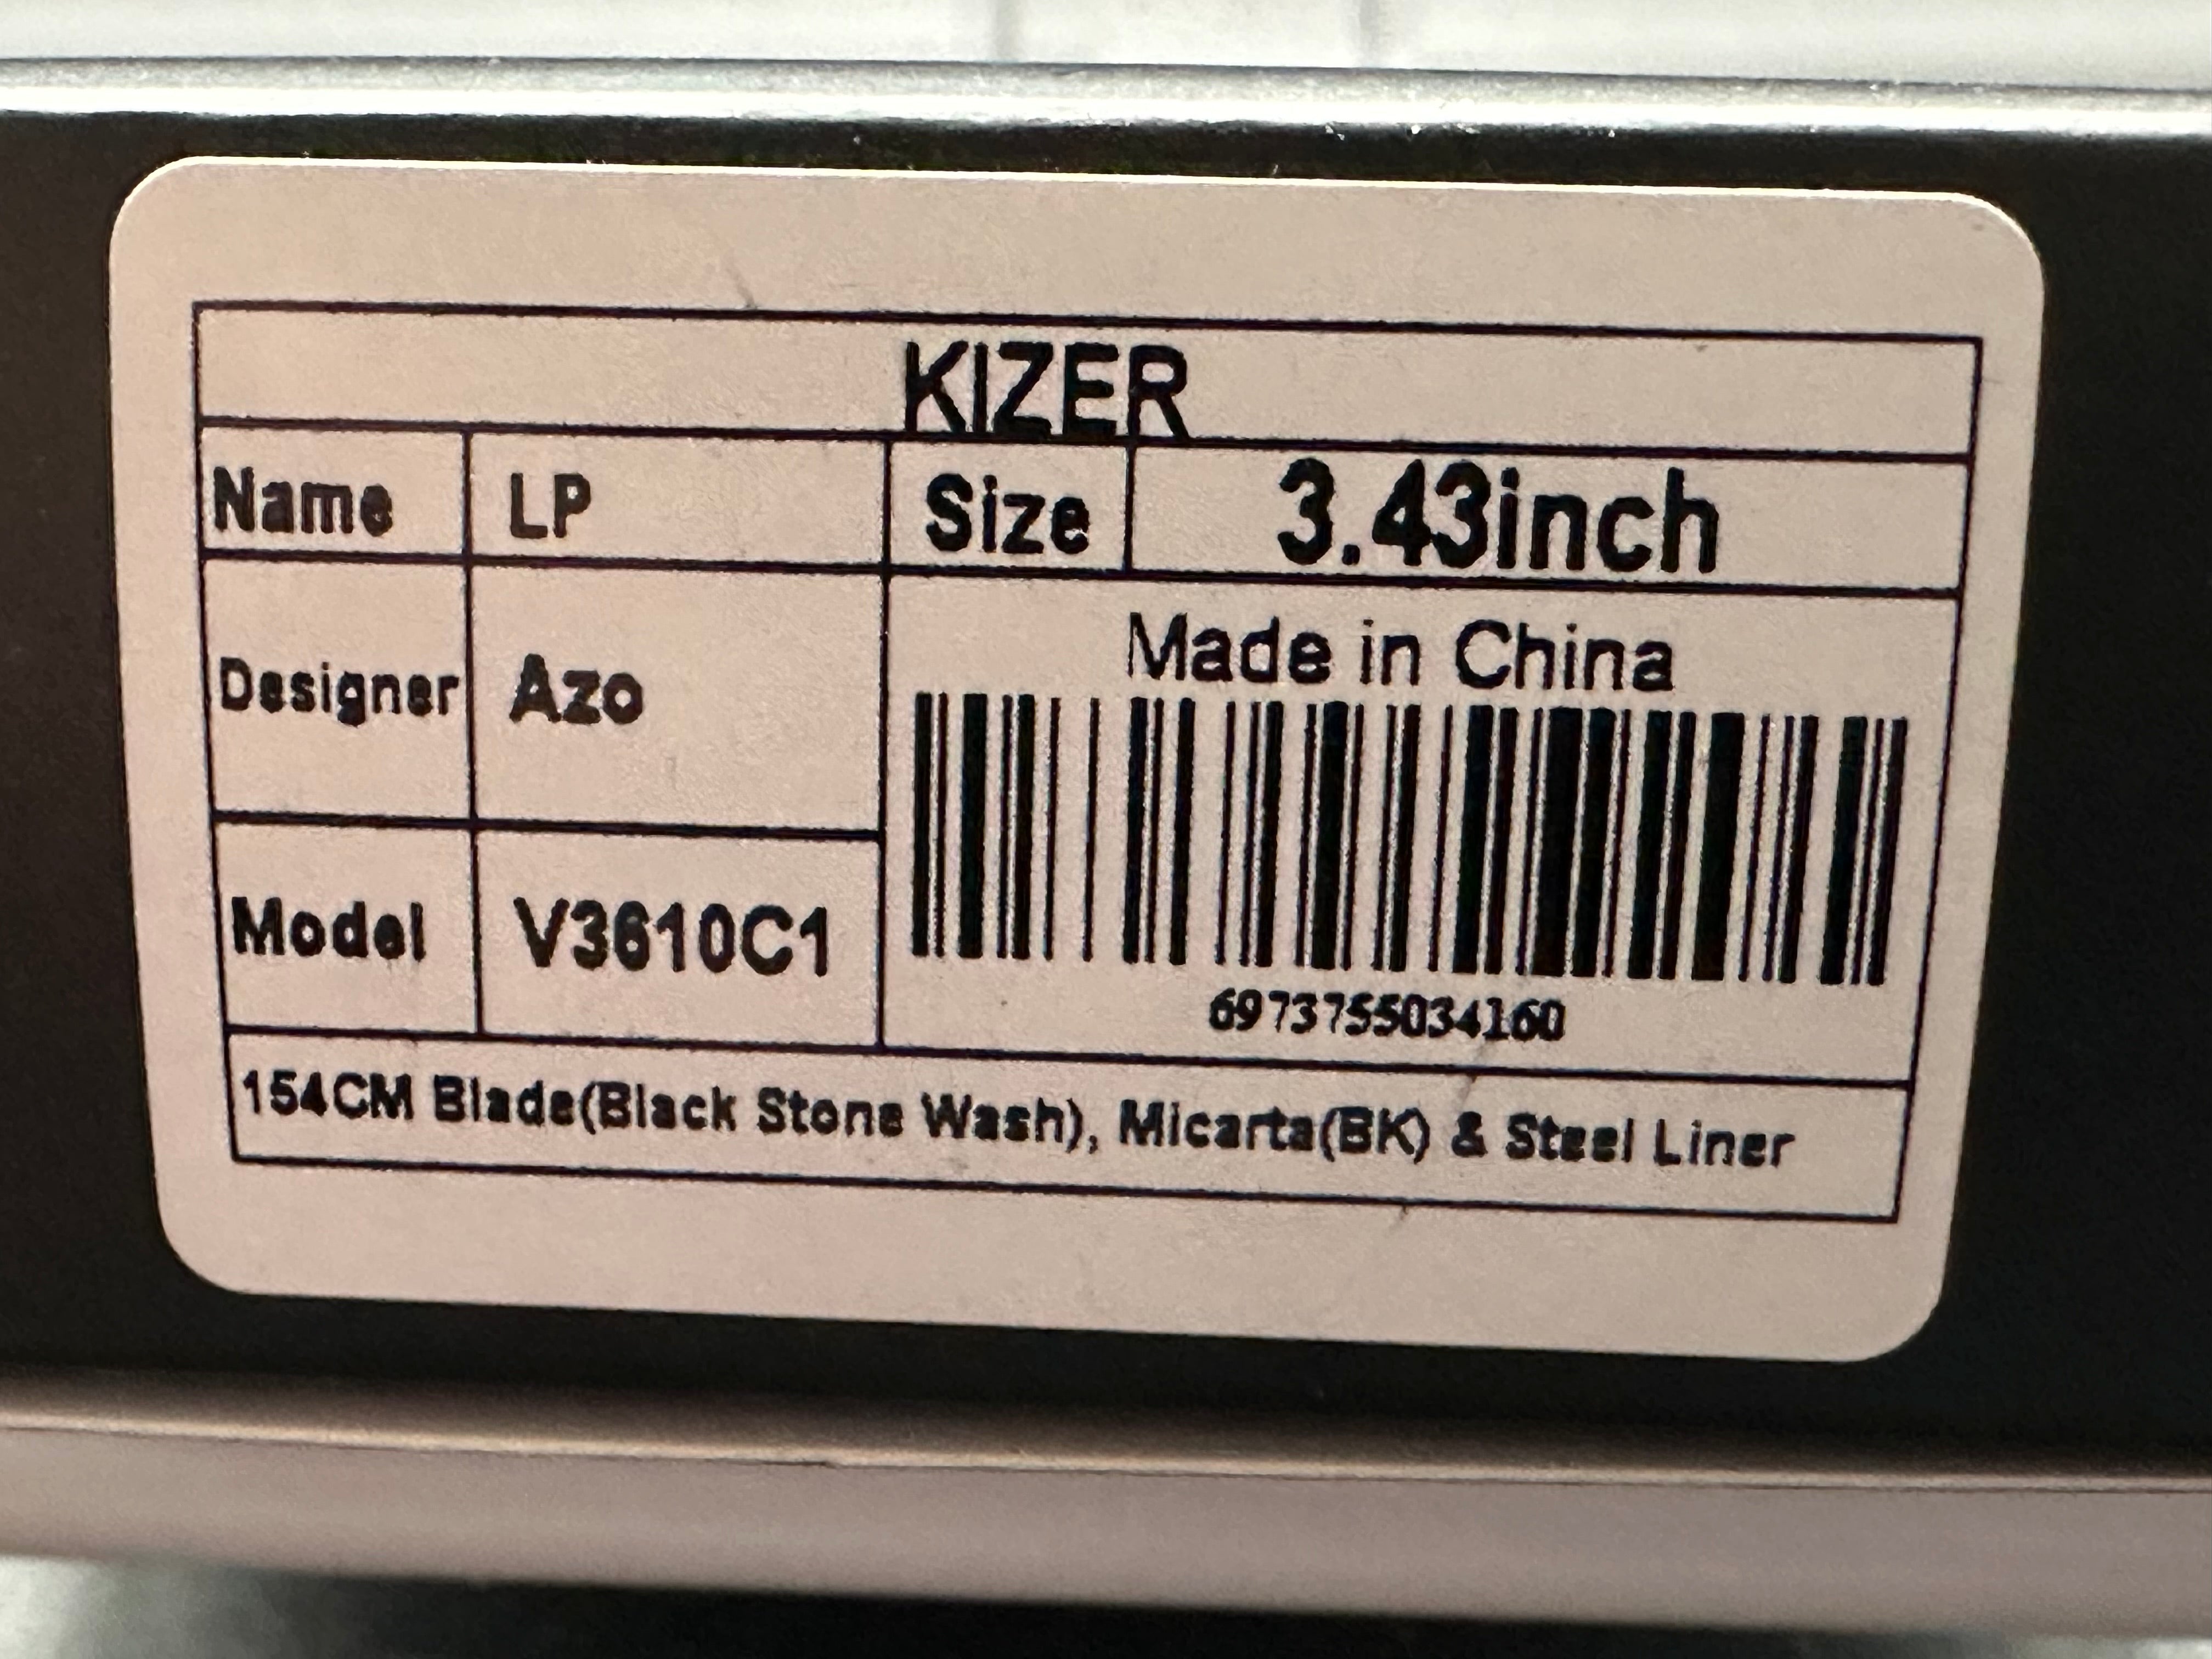 KIZER
Name LP Size 3.43inch
Designer Azo
Made in China
Model V3610C1
6973755034160
154CM Blade(Black Stone Wash), Micarta(BK) & Steel Liner